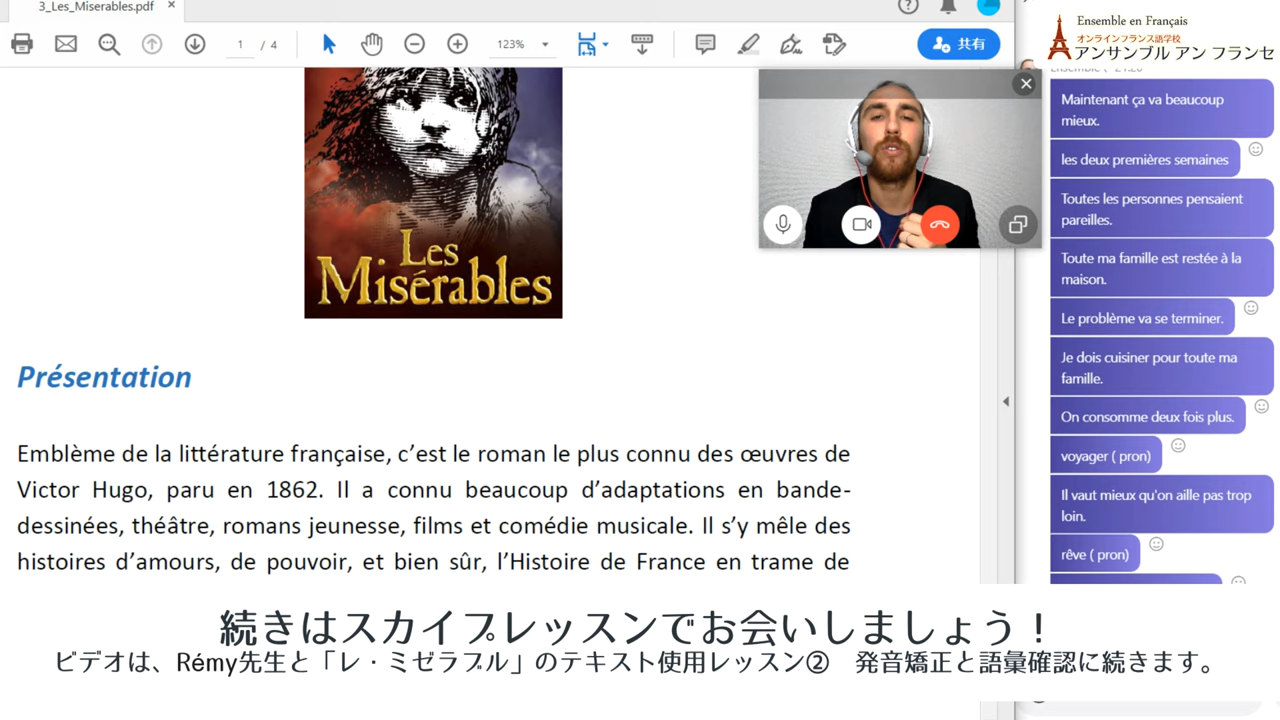 3_Les_Miserables.pdf
1 / 4
123%
共有
Ensemble en Français
オンラインフランス語学校
アンサンブル アン フランセ
Les
Misérables
Présentation
Emblème de la littérature française, c'est le roman le plus connu des œuvres de
Victor Hugo, paru en 1862. Il a connu beaucoup d'adaptations en bande-
dessinées, théâtre, romans jeunesse, films et comédie musicale. Il s'y mêle des
histoires d'amours, de pouvoir, et bien sûr, l'Histoire de France en trame de
Maintenant ça va beaucoup
mieux.
les deux premières semaines
Toutes les personnes pensaient
pareilles.
Toute ma famille est restée à la
maison.
Le problème va se terminer.
Je dois cuisiner pour toute ma
famille.
On consomme deux fois plus.
voyager ( pron)
Il vaut mieux qu'on aille pas trop
loin.
rêve ( pron)
続きはスカイプレッスンでお会いしましょう！
ビデオは、Rémy先生と「レ・ミゼラブル」のテキスト使用レッスン②　発音矯正と語彙確認に続きます。